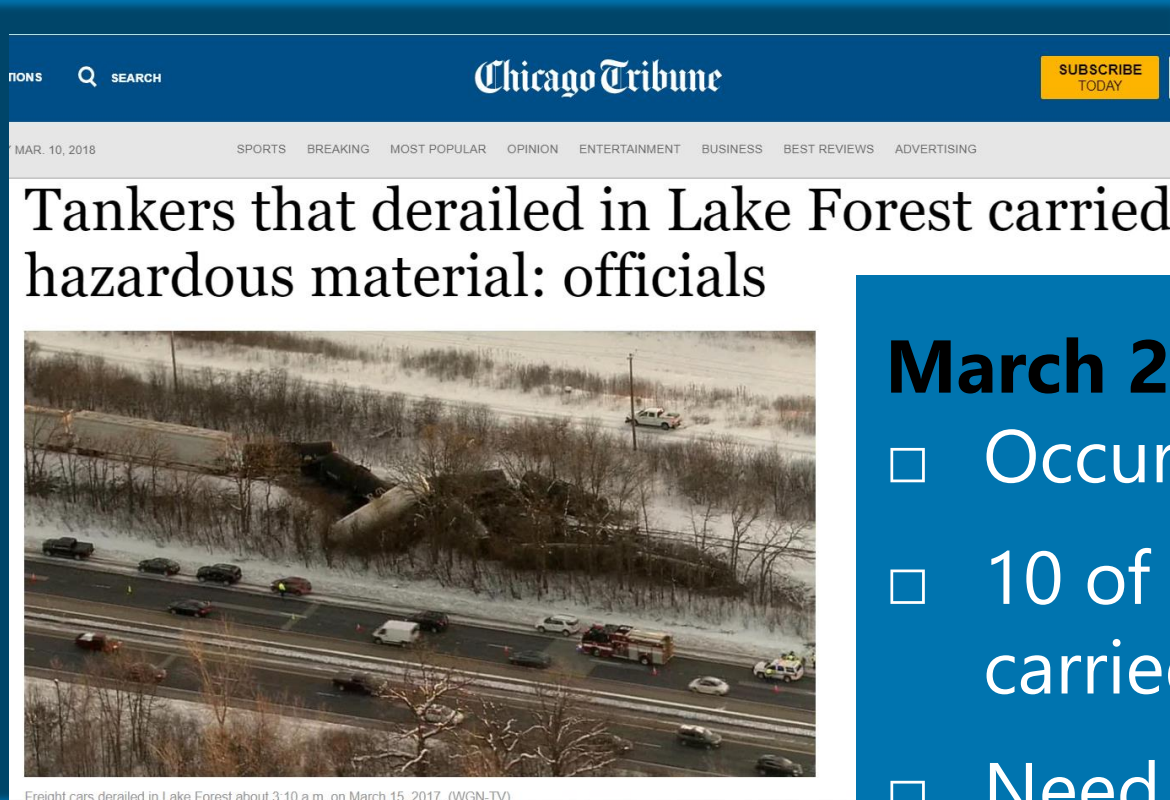 SEARCH
Chicago Tribune
SUBSCRIBE
TODAY
MAR. 10, 2018
SPORTS BREAKING MOST POPULAR OPINION ENTERTAINMENT BUSINESS BEST REVIEWS ADVERTISING
Tankers that derailed in Lake Forest carried
hazardous material: officials
March 2
Occur
10 of
carried
Need
Freight cars derailed in Lake Forest about 3:10 a.m. on March 15, 2017. (WGN-TV)